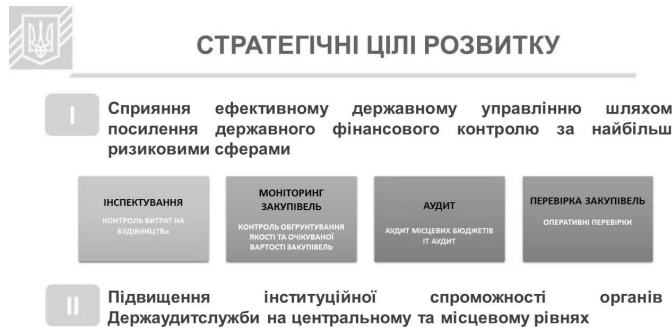 СТРАТЕГІЧНІ ЦІЛІ РОЗВИТКУ
I
Сприяння ефективному державному управлінню шляхом
посилення державного фінансового контролю за найбільш
ризиковими сферами
ІНСПЕКТУВАННЯ
КОНТРОЛЬ ВИТРАТ НА
БУДІВНИЦТВо
МОНІТОРИНГ
ЗАКУПІВЕЛЬ
КОНТРОЛЬ ОБГРУНТУВАННЯ
ЯКОСТІ ТА ОЧІКУВАНОЇ
ВАРТОСТІ ЗАКУПІВЕЛЬ
АУДИТ
АУДИТ МІСЦЕВИХ БЮДЖЕТІВ
ІТ АУДИТ
ПЕРЕВІРКА ЗАКУПІВЕЛЬ
ОПЕРАТИВНІ ПЕРЕВІРКИ
II
Підвищення інституційної спроможності органів
Держаудитслужби на центральному та місцевому рівнях